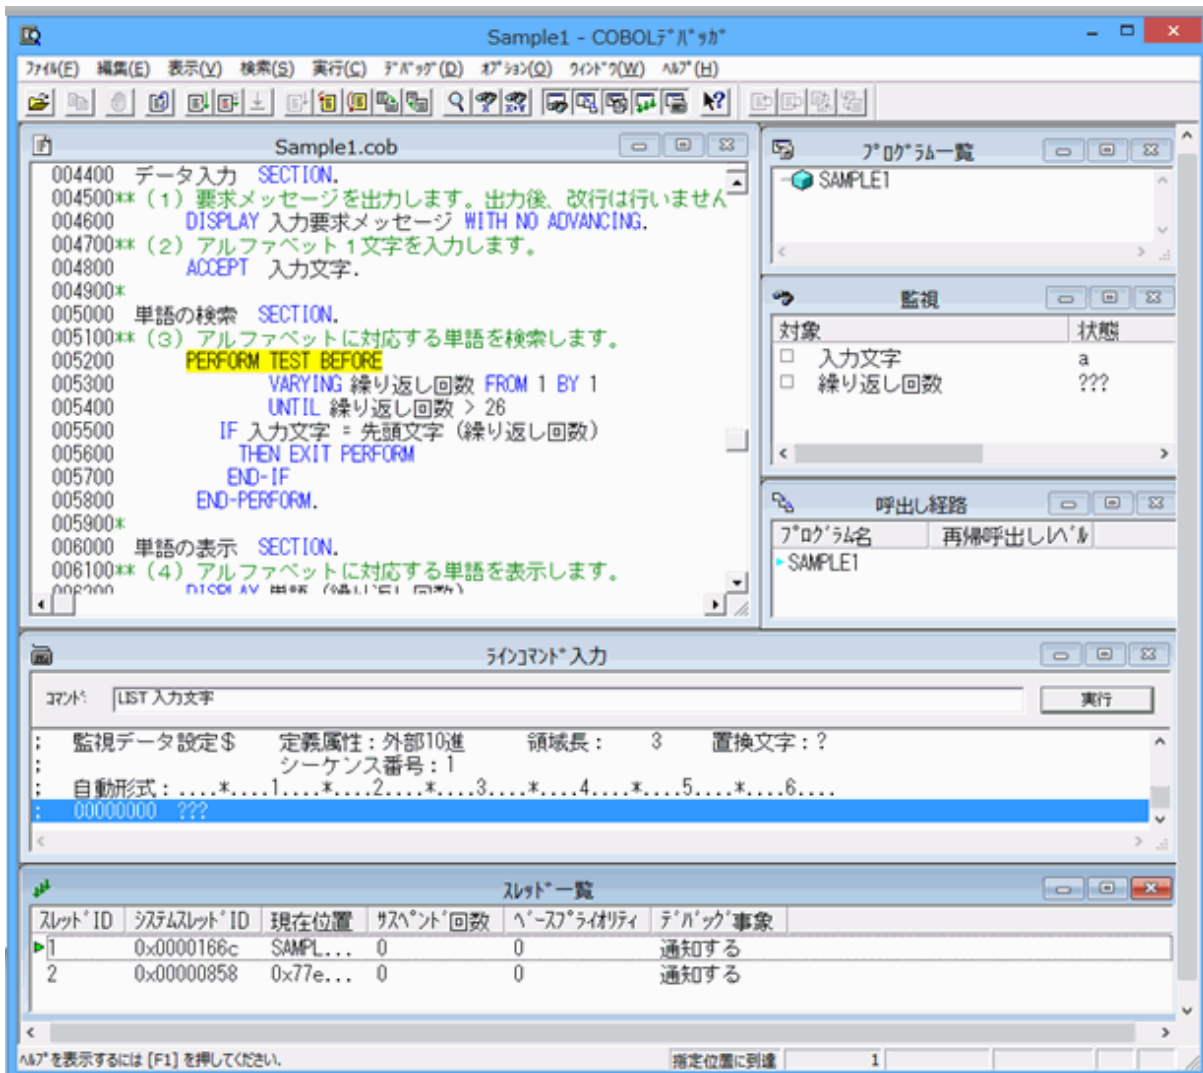 Sample1 - COBOLﾃﾞﾊﾞｯｶﾞ
ﾌｧｲﾙ(F) 編集(E) 表示(V) 検索(S) 実行(C) ﾃﾞﾊﾞｯｸﾞ(D) ｵﾌﾟｼｮﾝ(O) ｳｨﾝﾄﾞｳ(W) ﾍﾙﾌﾟ(H)
Sample1.cob
004400 データ入力 SECTION.
004500**（１）要求メッセージを出力します。出力後、改行は行いません
004600 DISPLAY 入力要求メッセージ WITH NO ADVANCING.
004700**（２）アルファベット１文字を入力します。
004800 ACCEPT 入力文字.
004900*
005000 単語の検索 SECTION.
005100**（３）アルファベットに対応する単語を検索します。
005200 PERFORM TEST BEFORE
005300 VARYING 繰り返し回数 FROM 1 BY 1
005400 UNTIL 繰り返し回数 > 26
005500 IF 入力文字 = 先頭文字（繰り返し回数）
005600 THEN EXIT PERFORM
005700 END-IF
005800 END-PERFORM.
005900*
006000 単語の表示 SECTION.
006100**（４）アルファベットに対応する単語を表示します。
006200 DISPLAY 単語（繰り返し回数）
ﾌﾟﾛｸﾞﾗﾑ一覧
SAMPLE1
監視
対象 状態
入力文字 a
繰り返し回数 ???
呼出し経路
ﾌﾟﾛｸﾞﾗﾑ名 再帰呼出しﾚﾍﾞﾙ
SAMPLE1
ﾗｲﾝｺﾏﾝﾄﾞ入力
ｺﾏﾝﾄﾞ: LIST 入力文字 実行
; 監視データ設定$ 定義属性：外部10進 領域長： 3 置換文字：?
; シーケンス番号：1
; 自動形式：....*....1....*....2....*....3....*....4....*....5....*....6....
; 00000000 ???
ｽﾚｯﾄﾞ一覧
ｽﾚｯﾄﾞID ｼｽﾃﾑｽﾚｯﾄﾞID 現在位置 ｻｽﾍﾟﾝﾄﾞ回数 ﾍﾞｰｽﾌﾟﾗｲｵﾘﾃｨ ﾃﾞﾊﾞｯｸﾞ事象
1 0x0000166c SAMPL... 0 0 通知する
2 0x00000858 0x77e... 0 0 通知する
ﾍﾙﾌﾟを表示するには [F1] を押してください. 指定位置に到達 1